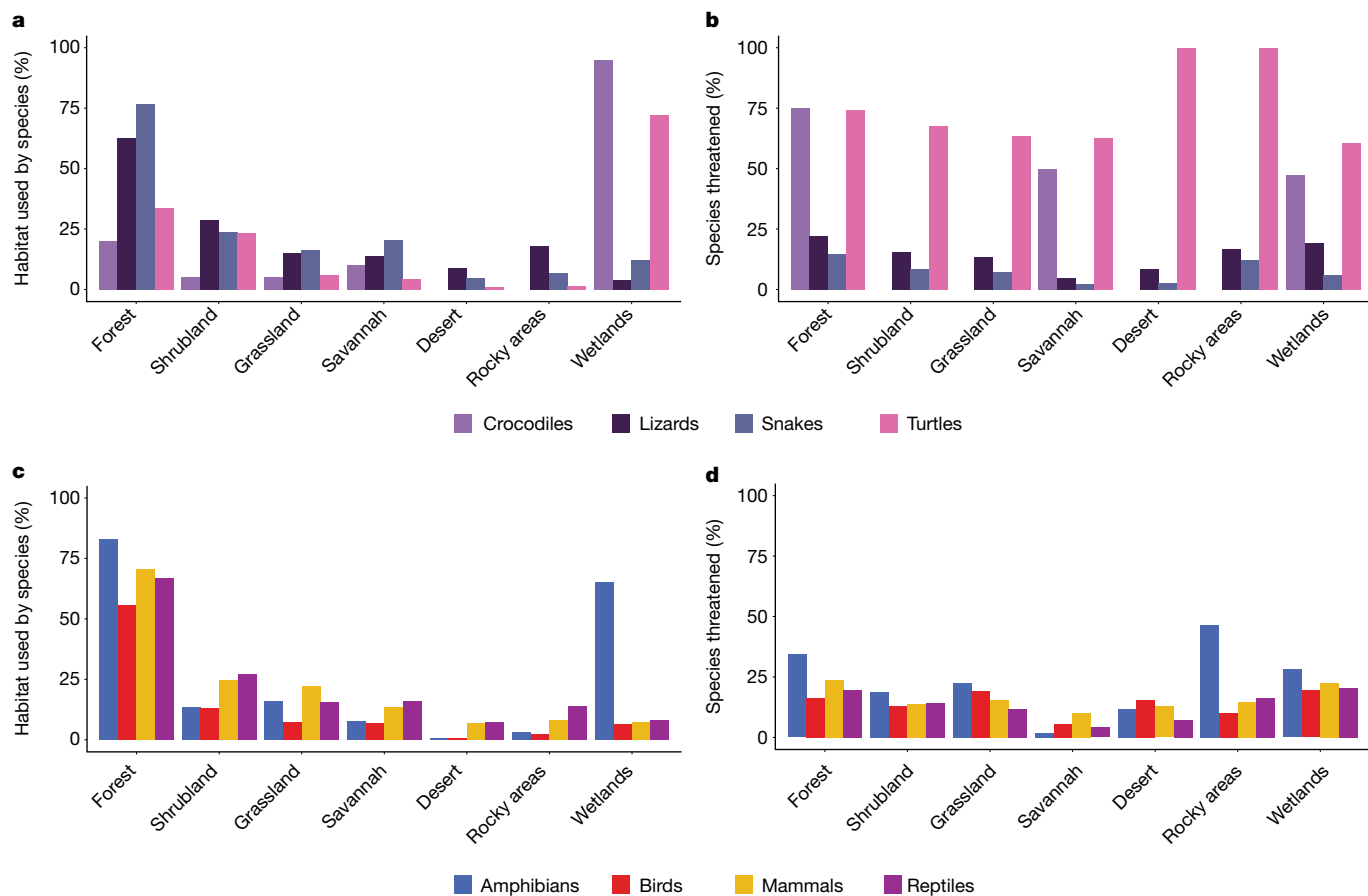 a
Habitat used by species (%)
100
75
50
25
0
Forest
Shrubland
Grassland
Savannah
Desert
Rocky areas
Wetlands
b
Species threatened (%)
100
75
50
25
0
Forest
Shrubland
Grassland
Savannah
Desert
Rocky areas
Wetlands
Crocodiles Lizards Snakes Turtles
c
Habitat used by species (%)
100
75
50
25
0
Forest
Shrubland
Grassland
Savannah
Desert
Rocky areas
Wetlands
d
Species threatened (%)
100
75
50
25
0
Forest
Shrubland
Grassland
Savannah
Desert
Rocky areas
Wetlands
Amphibians Birds Mammals Reptiles